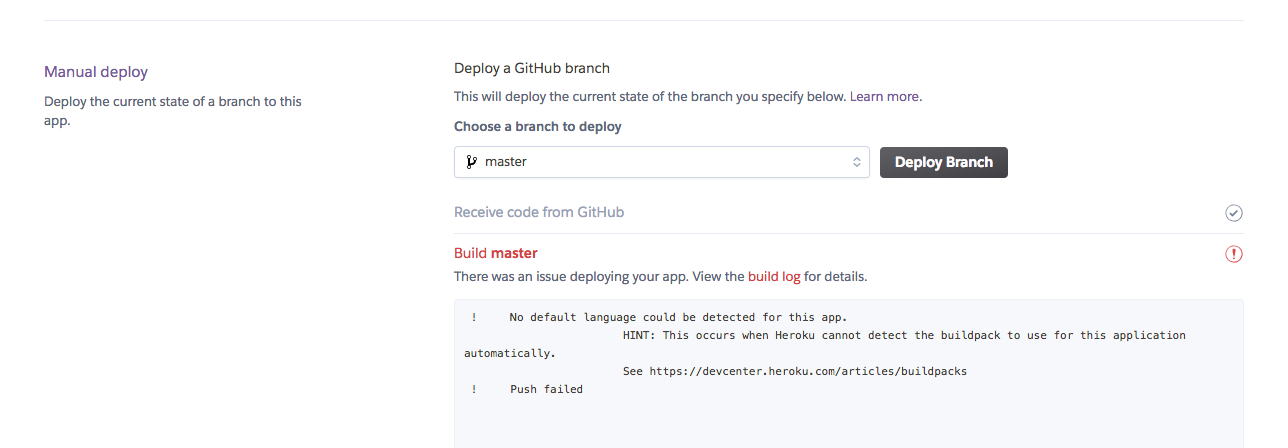 Manual deploy
Deploy the current state of a branch to this
app.
Deploy a GitHub branch
This will deploy the current state of the branch you specify below. Learn more.
Choose a branch to deploy
master
Deploy Branch
Receive code from GitHub
Build master
There was an issue deploying your app. View the build log for details.
! No default language could be detected for this app.
HINT: This occurs when Heroku cannot detect the buildpack to use for this application
automatically.
See https://devcenter.heroku.com/articles/buildpacks
! Push failed